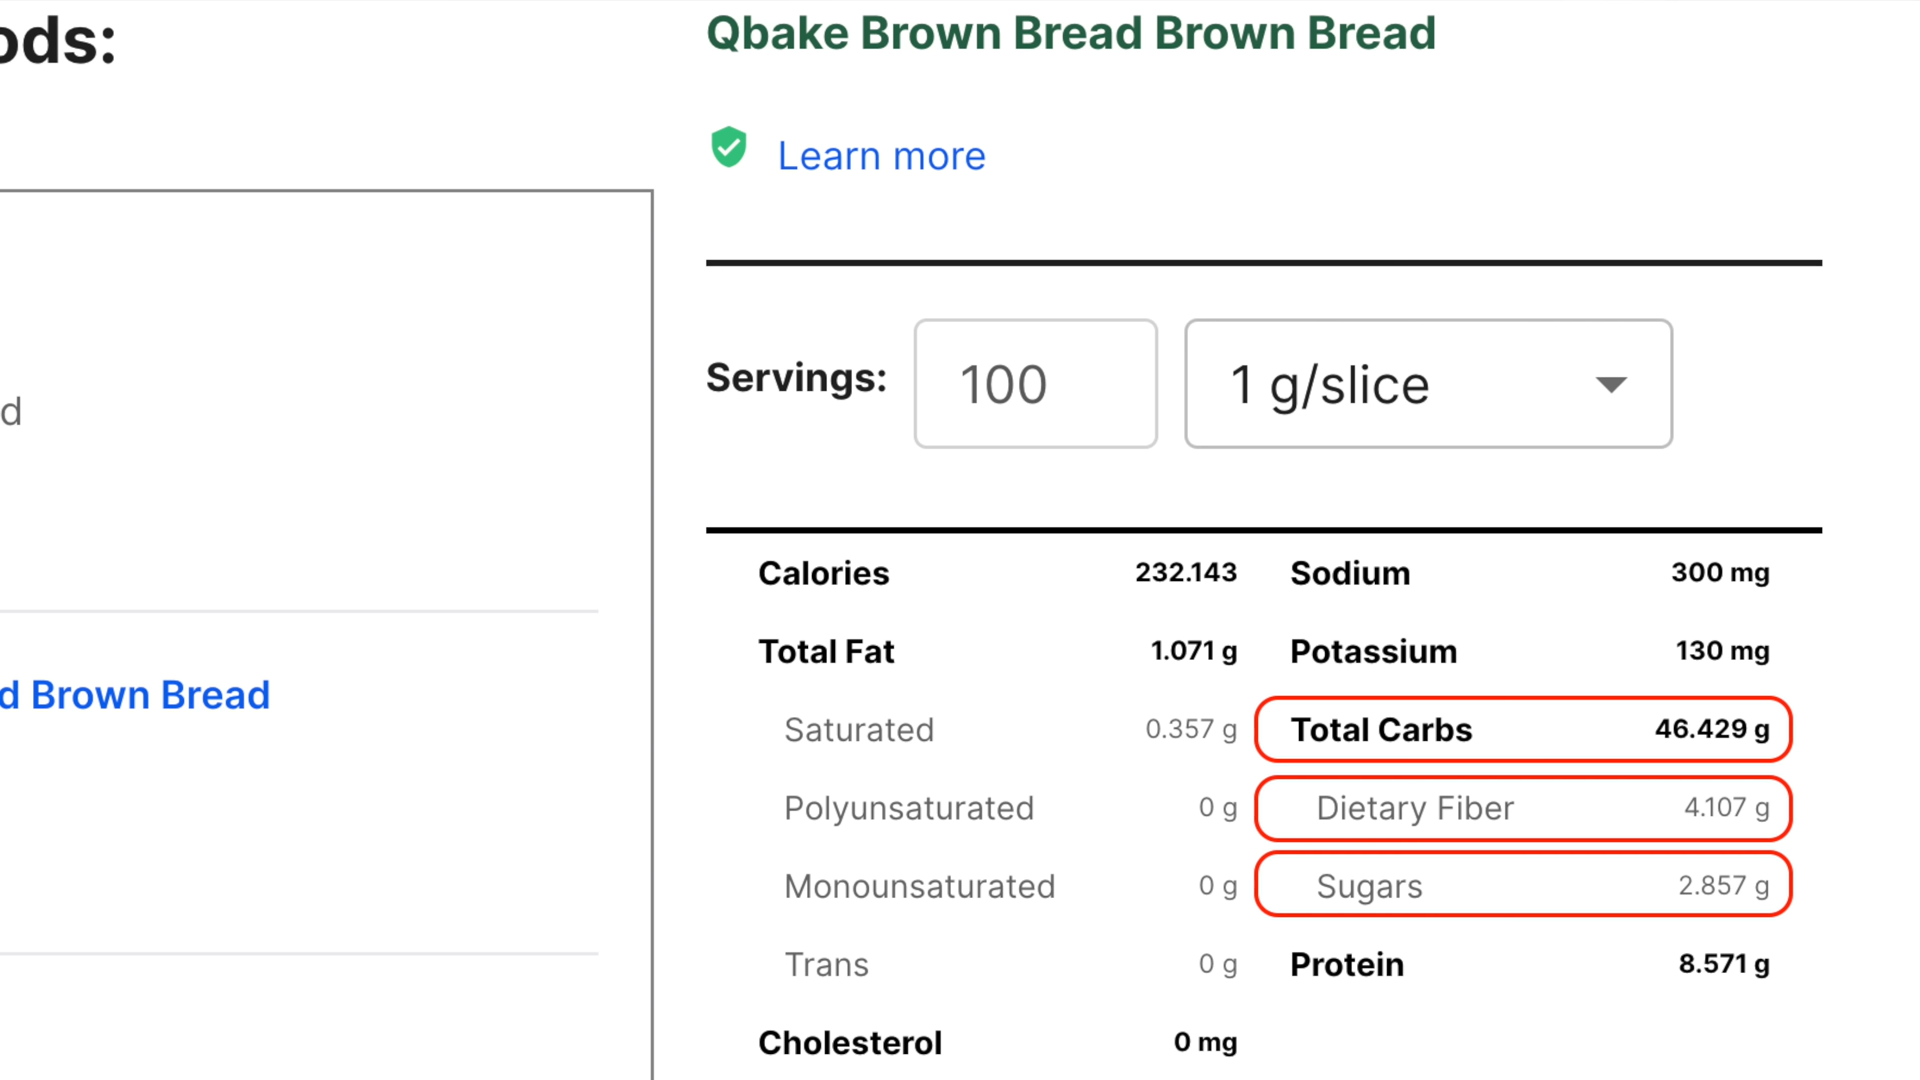 ods:
d
d Brown Bread
Qbake Brown Bread Brown Bread
Learn more
Servings: 100 1 g/slice
Calories 232.143 Sodium 300 mg
Total Fat 1.071 g Potassium 130 mg
Saturated 0.357 g Total Carbs 46.429 g
Polyunsaturated 0 g Dietary Fiber 4.107 g
Monounsaturated 0 g Sugars 2.857 g
Trans 0 g Protein 8.571 g
Cholesterol 0 mg